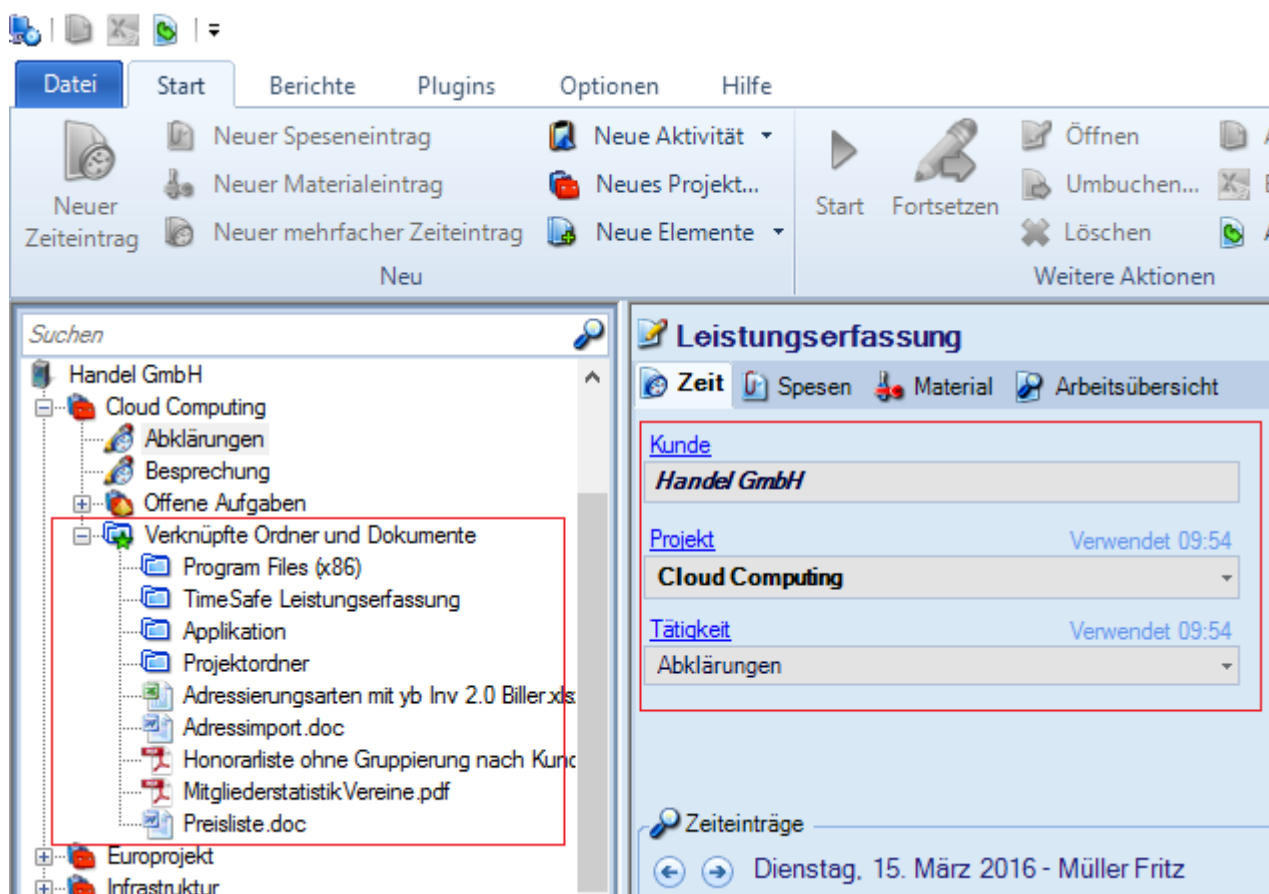 Datei Start Berichte Plugins Optionen Hilfe
Neuer Zeiteintrag
Neuer Speseneintrag
Neuer Materialeintrag
Neuer mehrfacher Zeiteintrag
Neue Aktivität
Neues Projekt...
Neue Elemente
Neu
Start
Fortsetzen
Öffnen
Umbuchen...
Löschen
Weitere Aktionen
Suchen
Handel GmbH
Cloud Computing
Abklärungen
Besprechung
Offene Aufgaben
Verknüpfte Ordner und Dokumente
Program Files (x86)
TimeSafe Leistungserfassung
Applikation
Projektordner
Adressierungsarten mit yb Inv 2.0 Biller.xls
Adressimport.doc
Honorarliste ohne Gruppierung nach Kund
MitgliederstatistikVereine.pdf
Preisliste.doc
Europrojekt
Infrastruktur
Leistungserfassung
Zeit Spesen Material Arbeitsübersicht
Kunde
Handel GmbH
Projekt Verwendet 09:54
Cloud Computing
Tätigkeit Verwendet 09:54
Abklärungen
Zeiteinträge
Dienstag, 15. März 2016 - Müller Fritz